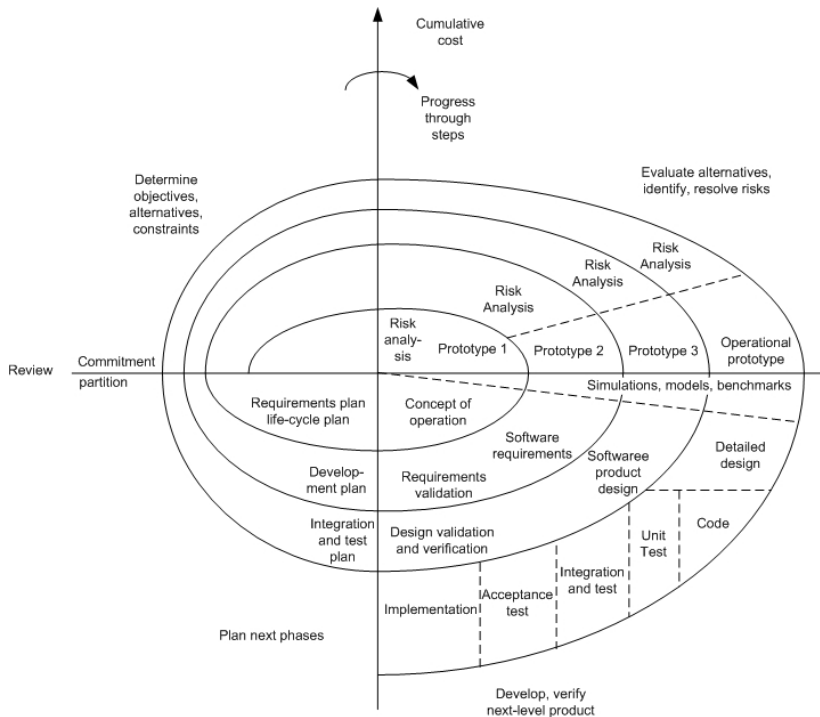 Cumulative
cost
Progress
through
steps
Determine
objectives,
alternatives,
constraints
Evaluate alternatives,
identify, resolve risks
Risk
Analysis
Risk
Analysis
Risk
Analysis
Risk
analy-
sis
Prototype 1
Prototype 2
Prototype 3
Operational
prototype
Review
Commitment
partition
Simulations, models, benchmarks
Requirements plan
life-cycle plan
Concept of
operation
Software
requirements
Develop-
ment plan
Requirements
validation
Softwaree
product
design
Detailed
design
Integration
and test
plan
Design validation
and verification
Code
Unit
Test
Integration
and test
Acceptance
test
Implementation
Plan next phases
Develop, verify
next-level product